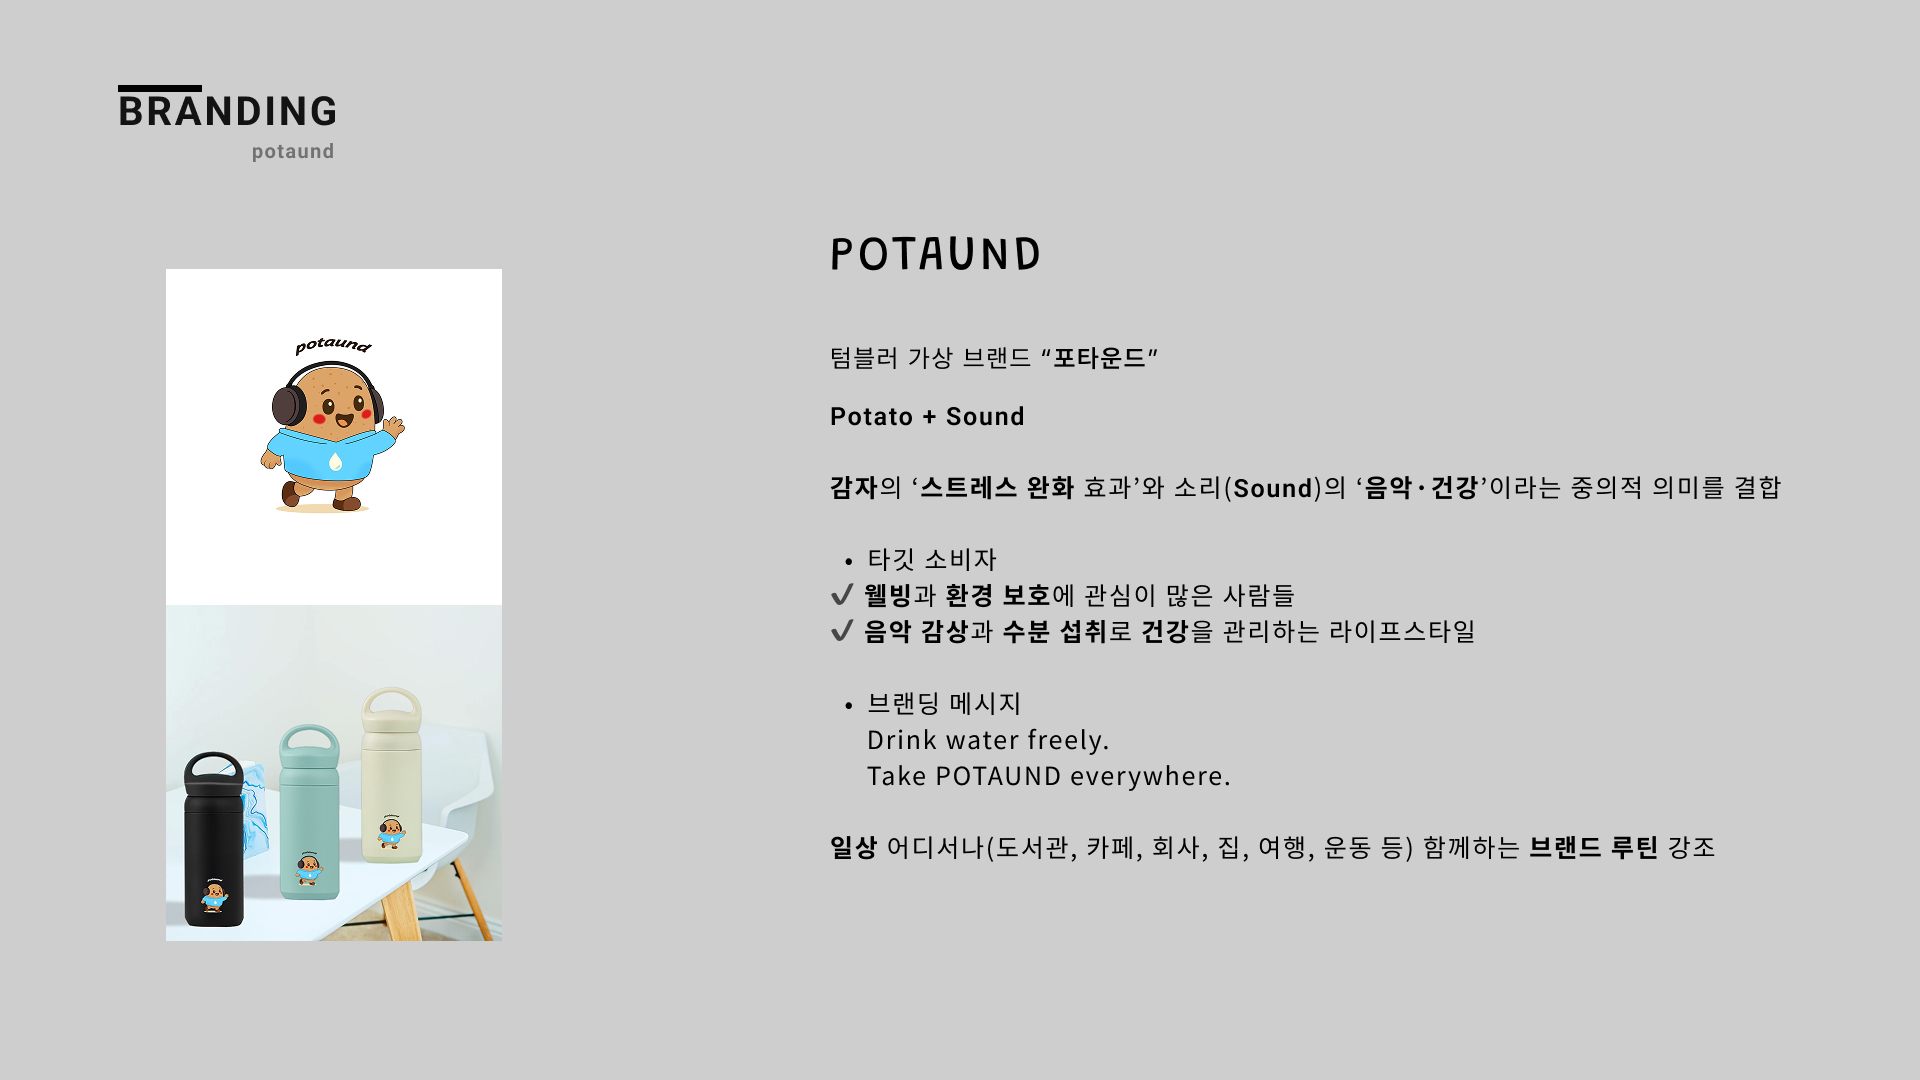 BRANDING
potaund
POTAUND
potaund
텀블러 가상 브랜드 “포타운드”
Potato + Sound
감자의 ‘스트레스 완화 효과’와 소리(Sound)의 ‘음악·건강’이라는 중의적 의미를 결합
• 타깃 소비자
✔ 웰빙과 환경 보호에 관심이 많은 사람들
✔ 음악 감상과 수분 섭취로 건강을 관리하는 라이프스타일
• 브랜딩 메시지
Drink water freely.
Take POTAUND everywhere.
일상 어디서나(도서관, 카페, 회사, 집, 여행, 운동 등) 함께하는 브랜드 루틴 강조